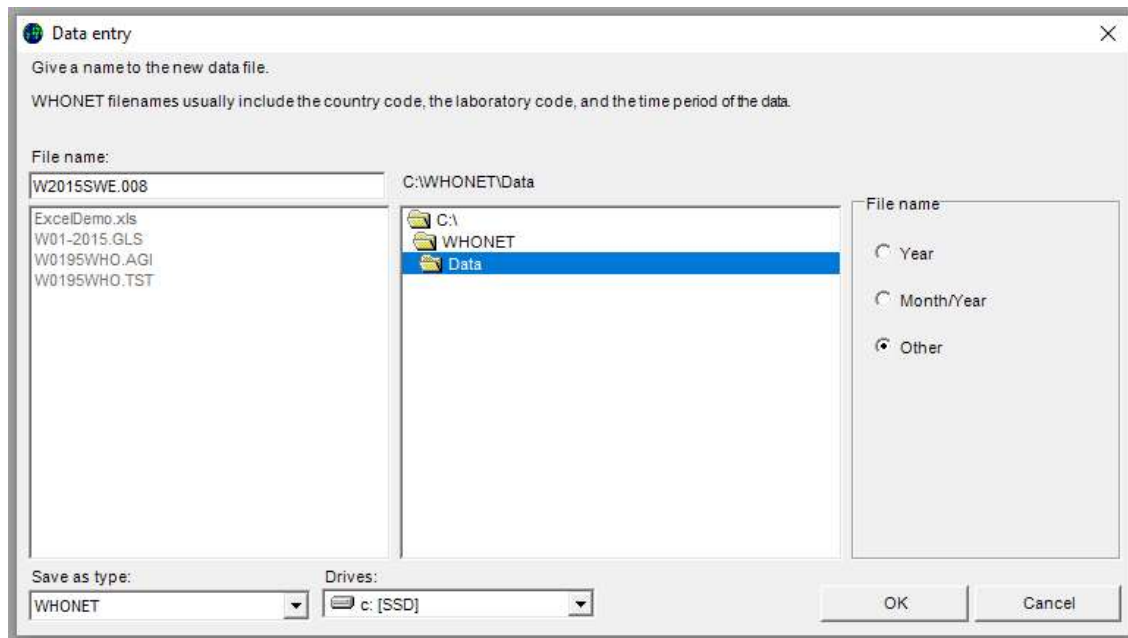 Data entry
Give a name to the new data file.
WHONET filenames usually include the country code, the laboratory code, and the time period of the data.
File name:
W2015SWE.008
C:\WHONET\Data
ExcelDemo.xls
W01-2015.GLS
W0195WHO.AGI
W0195WHO.TST
C:\
WHONET
Data
File name
Year
Month/Year
Other
Save as type:
WHONET
Drives:
c: [SSD]
OK
Cancel